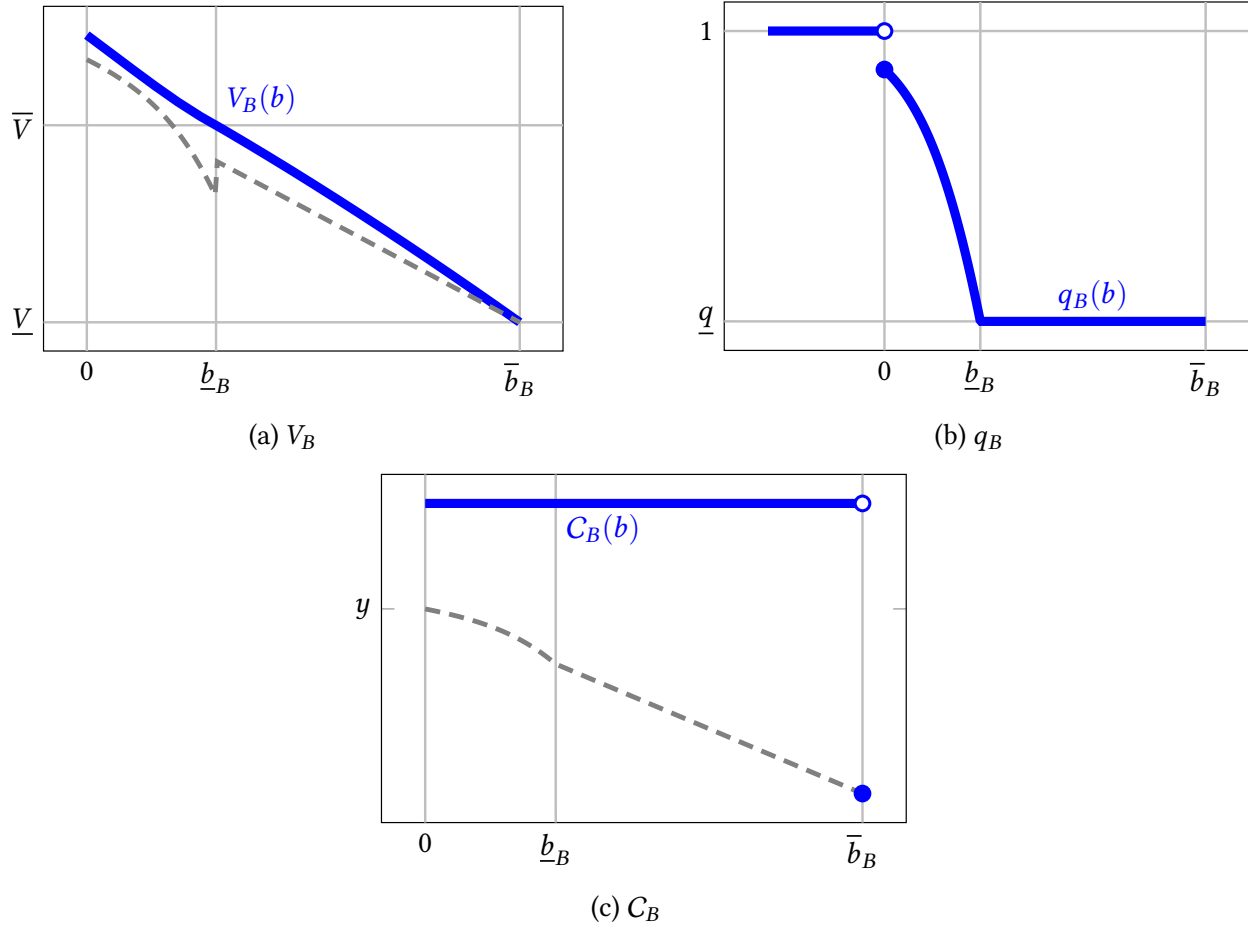 V_B(b)
V̅
V̲
0
b̲_B
b̅_B
(a) V_B
1
q̲
q_B(b)
0
b̲_B
b̅_B
(b) q_B
𝒞_B(b)
y
0
b̲_B
b̅_B
(c) 𝒞_B